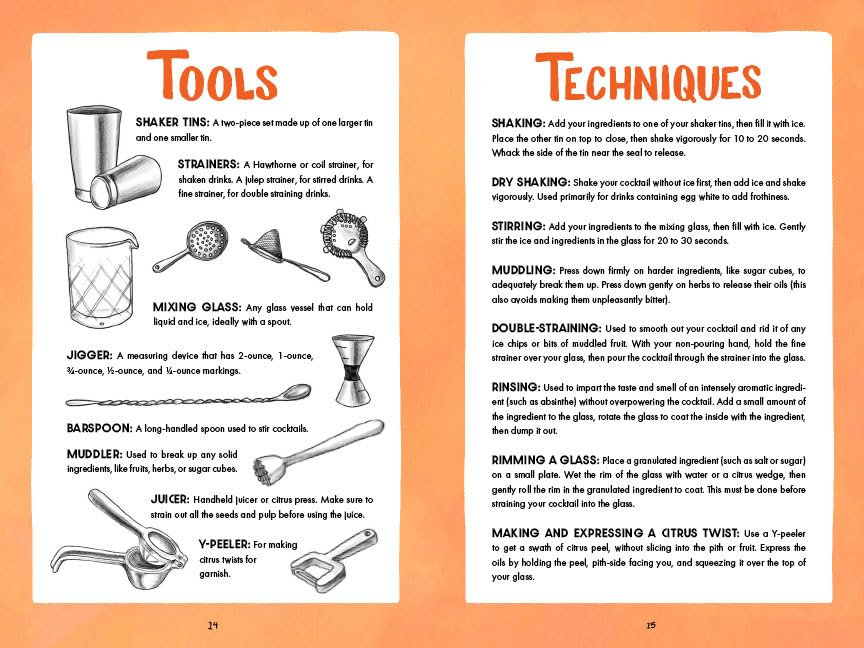 TOOLS
SHAKER TINS: A two-piece set made up of one larger tin
and one smaller tin.
STRAINERS: A Hawthorne or coil strainer, for
shaken drinks. A julep strainer, for stirred drinks. A
fine strainer, for double straining drinks.
MIXING GLASS: Any glass vessel that can hold
liquid and ice, ideally with a spout.
JIGGER: A measuring device that has 2-ounce, 1-ounce,
¾-ounce, ½-ounce, and ¼-ounce markings.
BARSPOON: A long-handled spoon used to stir cocktails.
MUDDLER: Used to break up any solid
ingredients, like fruits, herbs, or sugar cubes.
JUICER: Handheld juicer or citrus press. Make sure to
strain out all the seeds and pulp before using the juice.
Y-PEELER: For making
citrus twists for
garnish.
14
TECHNIQUES
SHAKING: Add your ingredients to one of your shaker tins, then fill it with ice.
Place the other tin on top to close, then shake vigorously for 10 to 20 seconds.
Whack the side of the tin near the seal to release.
DRY SHAKING: Shake your cocktail without ice first, then add ice and shake
vigorously. Used primarily for drinks containing egg white to add frothiness.
STIRRING: Add your ingredients to the mixing glass, then fill with ice. Gently
stir the ice and ingredients in the glass for 20 to 30 seconds.
MUDDLING: Press down firmly on harder ingredients, like sugar cubes, to
adequately break them up. Press down gently on herbs to release their oils (this
also avoids making them unpleasantly bitter).
DOUBLE-STRAINING: Used to smooth out your cocktail and rid it of any
ice chips or bits of muddled fruit. With your non-pouring hand, hold the fine
strainer over your glass, then pour the cocktail through the strainer into the glass.
RINSING: Used to impart the taste and smell of an intensely aromatic ingredi-
ent (such as absinthe) without overpowering the cocktail. Add a small amount of
the ingredient to the glass, rotate the glass to coat the inside with the ingredient,
then dump it out.
RIMMING A GLASS: Place a granulated ingredient (such as salt or sugar)
on a small plate. Wet the rim of the glass with water or a citrus wedge, then
gently roll the rim in the granulated ingredient to coat. This must be done before
straining your cocktail into the glass.
MAKING AND EXPRESSING A CITRUS TWIST: Use a Y-peeler
to get a swath of citrus peel, without slicing into the pith or fruit. Express the
oils by holding the peel, pith-side facing you, and squeezing it over the top of
your glass.
15